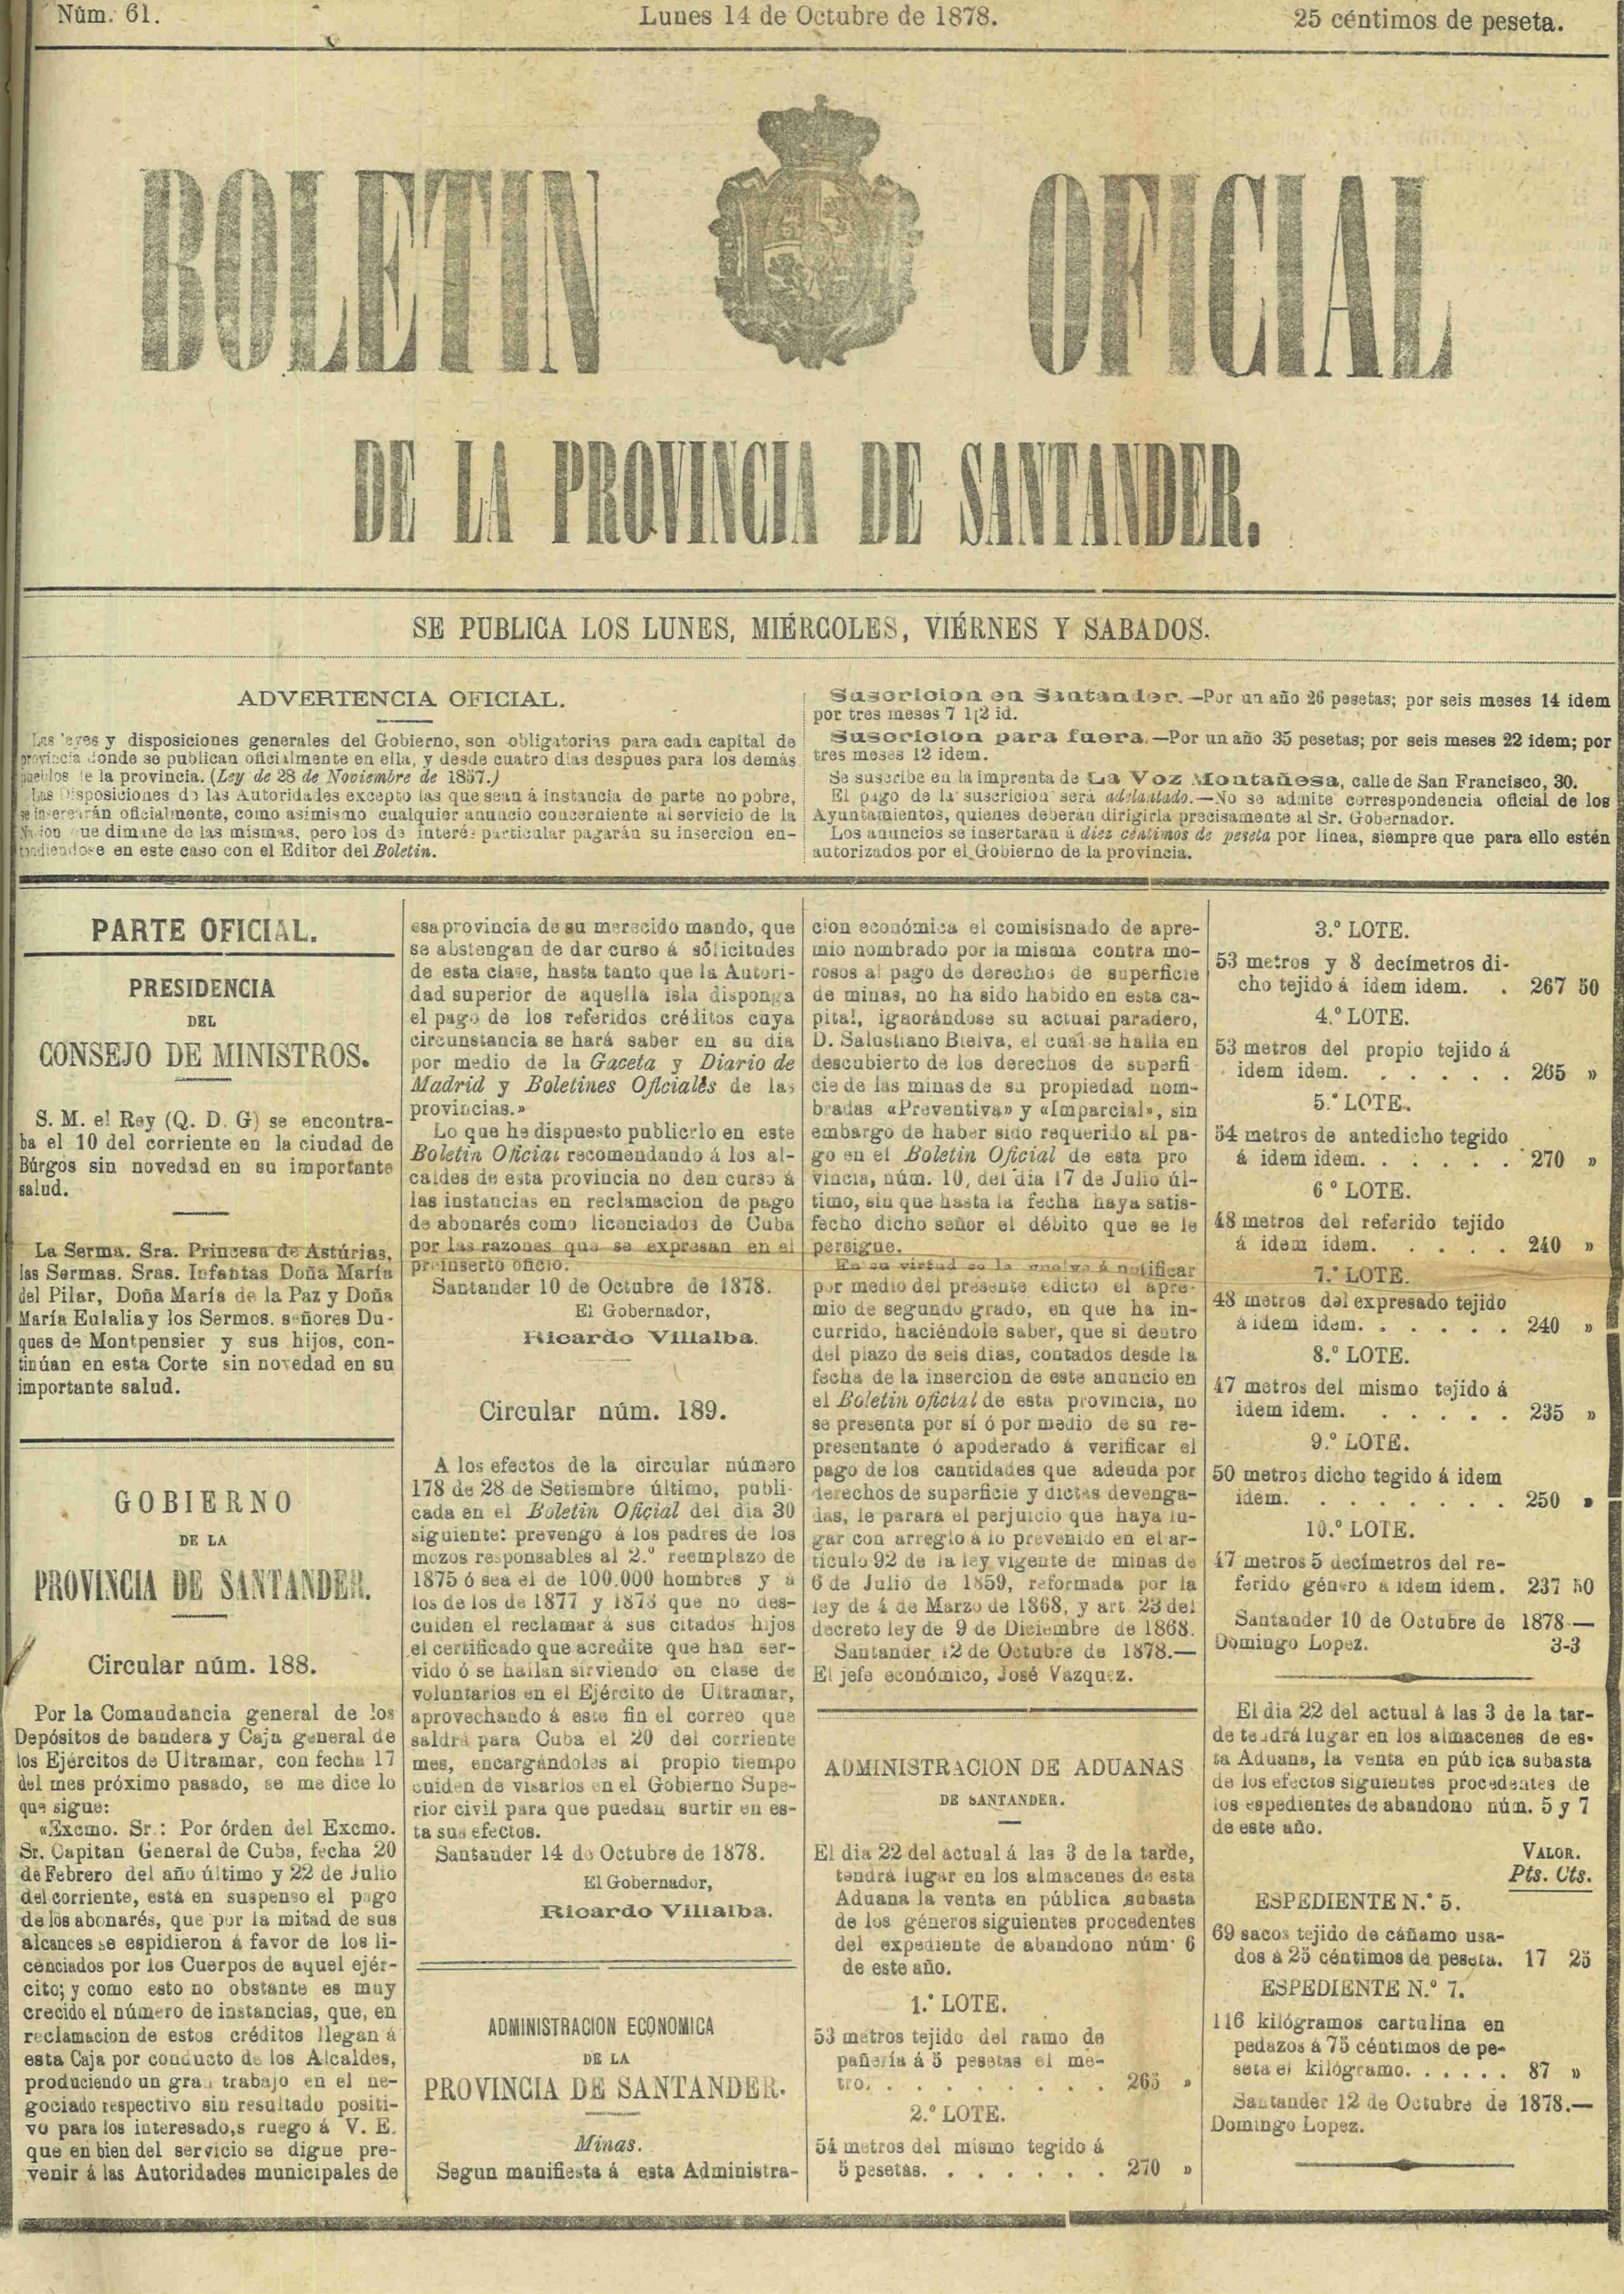 Núm. 61.
Lunes 14 de Octubre de 1878.
25 céntimos de peseta.
BOLETIN OFICIAL
DE LA PROVINCIA DE SANTANDER.
SE PUBLICA LOS LUNES, MIÉRCOLES, VIÉRNES Y SABADOS.
ADVERTENCIA OFICIAL.
Las leyes y disposiciones generales del Gobierno, son obligatorias para cada capital de
provincia donde se publican oficialmente en ella, y desde cuatro dias despues para los demás
pueblos de la provincia. (Ley de 28 de Noviembre de 1857.)
Las Disposiciones de las Autoridades excepto las que sean á instancia de parte no pobre,
se insertarán oficialmente, como asimismo cualquier anuncio concerniente al servicio de la
Nacion que dimane de las mismas, pero los de interés particular pagarán su insercion en-
tendiendose en este caso con el Editor del Boletin.
Suscricion en Santander.—Por un año 26 pesetas; por seis meses 14 idem
por tres meses 7 1|2 id.
Suscricion para fuera.—Por un año 35 pesetas; por seis meses 22 idem; por
tres meses 12 idem.
Se suscribe en la imprenta de La Voz Montañesa, calle de San Francisco, 30.
El pago de la suscricion será adelantado.—No se admite correspondencia oficial de los
Ayuntamientos, quienes deberán dirigirla precisamente al Sr. Gobernador.
Los anuncios se insertaran á diez céntimos de peseta por linea, siempre que para ello estén
autorizados por el Gobierno de la provincia.
PARTE OFICIAL.
PRESIDENCIA
DEL
CONSEJO DE MINISTROS.
S. M. el Rey (Q. D. G) se encontra-
ba el 10 del corriente en la ciudad de
Búrgos sin novedad en su importante
salud.
La Serma. Sra. Princesa de Astúrias,
las Sermas. Sras. Infantas Doña María
del Pilar, Doña María de la Paz y Doña
María Eulalia y los Sermos. señores Du-
ques de Montpensier y sus hijos, con-
tinúan en esta Corte sin novedad en su
importante salud.
GOBIERNO
DE LA
PROVINCIA DE SANTANDER.
Circular núm. 188.
Por la Comandancia general de los
Depósitos de bandera y Caja general de
los Ejércitos de Ultramar, con fecha 17
del mes próximo pasado, se me dice lo
que sigue:
«Excmo. Sr.: Por órden del Excmo.
Sr. Capitan General de Cuba, fecha 20
de Febrero del año último y 22 de Julio
del corriente, está en suspenso el pago
de los abonarés, que por la mitad de sus
alcances se espidieron á favor de los li-
cenciados por los Cuerpos de aquel ejér-
cito; y como esto no obstante es muy
crecido el número de instancias, que, en
reclamacion de estos créditos llegan á
esta Caja por conducto de los Alcaldes,
produciendo un gran trabajo en el ne-
gociado respectivo sin resultado positi-
vo para los interesado,s ruego á V. E.
que en bien del servicio se digue pre-
venir á las Autoridades municipales de
esa provincia de su merecido mando, que
se abstengan de dar curso á solicitudes
de esta clase, hasta tanto que la Autori-
dad superior de aquella isla disponga
el pago de los referidos créditos cuya
circunstancia se hará saber en su dia
por medio de la Gaceta y Diario de
Madrid y Boletines Oficiales de las
provincias.»
Lo que he dispuesto publicrlo en este
Boletin Oficial recomendando á los al-
caldes de esta provincia no den curso á
las instancias en reclamacion de pago
de abonarés como licenciados de Cuba
por las razones que se expresan en el
preinserto oficio.
Santander 10 de Octubre de 1878.
El Gobernador,
Ricardo Villalba.
Circular núm. 189.
A los efectos de la circular número
178 de 28 de Setiembre último, publi-
cada en el Boletin Oficial del dia 30
siguiente: prevengo á los padres de los
mozos responsables al 2.º reemplazo de
1875 ó sea el de 100.000 hombres y á
los de los de 1877 y 1878 que no des-
cuiden el reclamar á sus citados hijos
el certificado que acredite que han ser-
vido ó se hallan sirviendo en clase de
voluntarios en el Ejército de Ultramar,
aprovechando á este fin el correo que
saldrá para Cuba el 20 del corriente
mes, encargándoles al propio tiempo
cuiden de visarlos en el Gobierno Supe-
rior civil para que puedan surtir en es-
ta sus efectos.
Santander 14 de Octubre de 1878.
El Gobernador,
Ricardo Villalba.
ADMINISTRACION ECONOMICA
DE LA
PROVINCIA DE SANTANDER.
Minas.
Segun manifiesta á esta Administra-
cion económica el comisisnado de apre-
mio nombrado por la misma contra mo-
rosos al pago de derechos de superficie
de minas, no ha sido habido en esta ca-
pital, ignorándose su actual paradero,
D. Salustiano Bielva, el cual se halla en
descubierto de los derechos de superfi
cie de las minas de su propiedad nom-
bradas «Preventiva» y «Imparcial», sin
embargo de haber sido requerido al pa-
go en el Boletin Oficial de esta pro
vincia, núm. 10, del dia 17 de Julio úl-
timo, sin que hasta la fecha haya satis-
fecho dicho señor el débito que se le
persigue.
En su virtud se le vuelve á notificar
por medio del presente edicto el apre-
mio de segundo grado, en que ha in-
currido, haciéndole saber, que si dentro
del plazo de seis dias, contados desde la
fecha de la insercion de este anuncio en
el Boletin oficial de esta provincia, no
se presenta por sí ó por medio de su re-
presentante ó apoderado á verificar el
pago de los cantidades que adeuda por
derechos de superficie y dictas devenga-
das, le parará el perjuicio que haya lu-
gar con arreglo á lo prevenido en el ar-
ticulo 92 de la ley vigente de minas de
6 de Julio de 1859, reformada por la
ley de 4 de Marzo de 1868, y art. 23 del
decreto ley de 9 de Diciembre de 1868.
Santander 12 de Octubre de 1878.—
El jefe económico, José Vazquez.
ADMINISTRACION DE ADUANAS
DE SANTANDER.
El dia 22 del actual á las 3 de la tarde,
tendrá lugar en los almacenes de esta
Aduana la venta en pública subasta
de los géneros siguientes procedentes
del expediente de abandono núm· 6
de este año.
1.º LOTE.
53 metros tejido del ramo de
pañería á 5 pesetas el me-
tro. . . . . . . . . . 265 »
2.º LOTE.
54 metros del mismo tegido á
5 pesetas. . . . . . . . 270 »
3.º LOTE.
53 metros y 8 decímetros di-
cho tejido á idem idem. . 267 50
4.º LOTE.
53 metros del propio tejido á
idem idem. . . . . . . 265 »
5.º LOTE.
54 metros de antedicho tegido
á idem idem. . . . . . . 270 »
6º LOTE.
48 metros del referido tejido
á idem idem. . . . . . 240 »
7.º LOTE.
48 metros del expresado tejido
á idem idem. . . . . . . 240 »
8.º LOTE.
47 metros del mismo tejido á
idem idem. . . . . . . 235 »
9.º LOTE.
50 metros dicho tegido á idem
idem. . . . . . . . . 250 »
10.º LOTE.
47 metros 5 decímetros del re-
ferido género á idem idem. 237 50
Santander 10 de Octubre de 1878.—
Domingo Lopez. 3-3
El dia 22 del actual á las 3 de la tar-
de tendrá lugar en los almacenes de es-
ta Aduana, la venta en púb ica subasta
de los efectos siguientes procedentes de
los espedientes de abandono núm. 5 y 7
de este año.
VALOR.
Pts. Cts.
ESPEDIENTE N.º 5.
69 sacos tejido de cáñamo usa-
dos á 25 céntimos de peseta. 17 25
ESPEDIENTE N.º 7.
116 kilógramos cartulina en
pedazos á 75 céntimos de pe-
seta el kilógramo. . . . . . 87 »
Santander 12 de Octubre de 1878.—
Domingo Lopez.